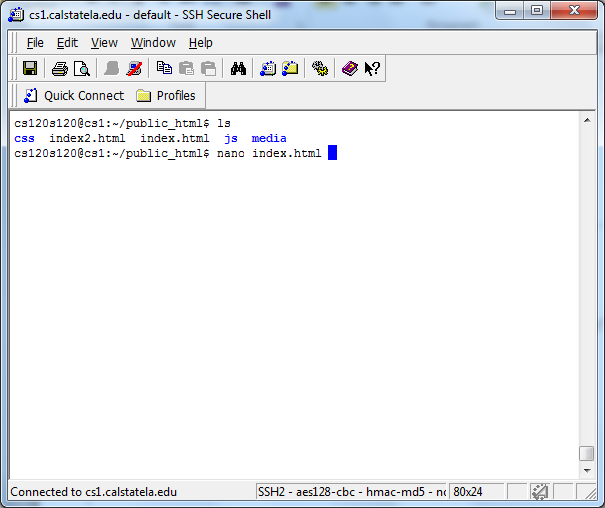 cs1.calstatela.edu - default - SSH Secure Shell
File Edit View Window Help
Quick Connect Profiles
cs120s120@cs1:~/public_html$ ls
css index2.html index.html js media
cs120s120@cs1:~/public_html$ nano index.html
Connected to cs1.calstatela.edu SSH2 - aes128-cbc - hmac-md5 - no 80x24